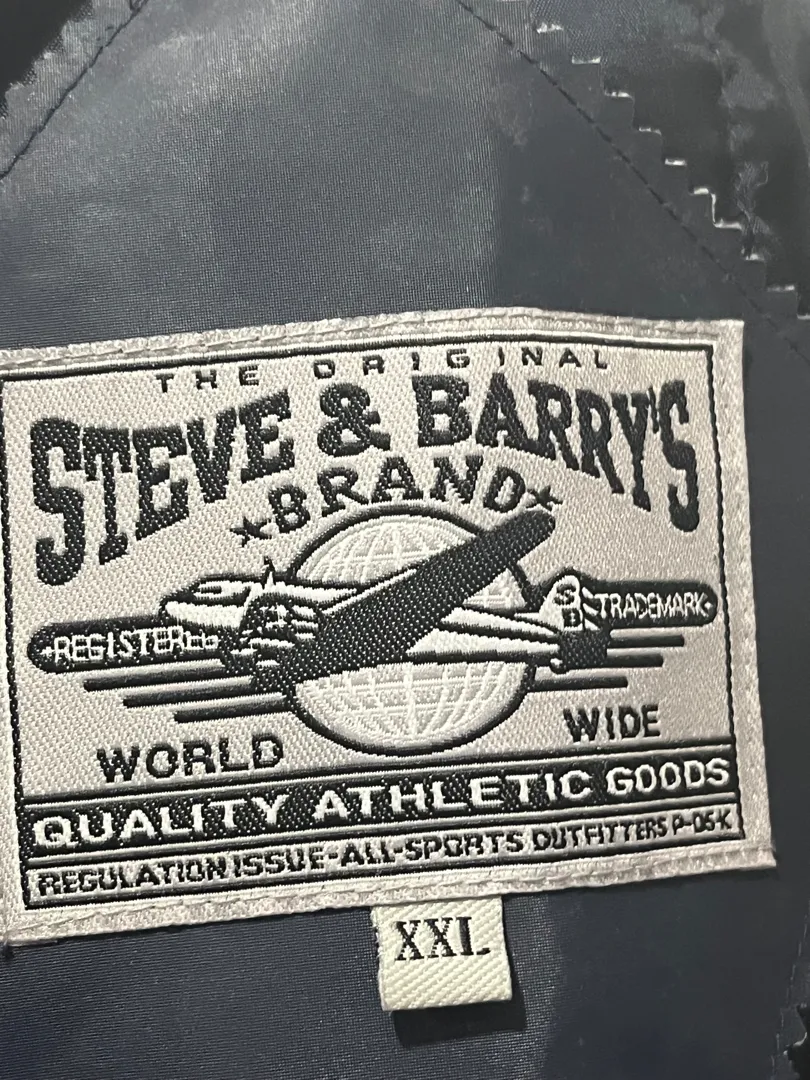 THE ORIGINAL
STEVE & BARRY'S
★BRAND★
•REGISTERED
SB
TRADEMARK•
WORLD WIDE
QUALITY ATHLETIC GOODS
REGULATION ISSUE-ALL-SPORTS OUTFITTERS P-05-K
XXL